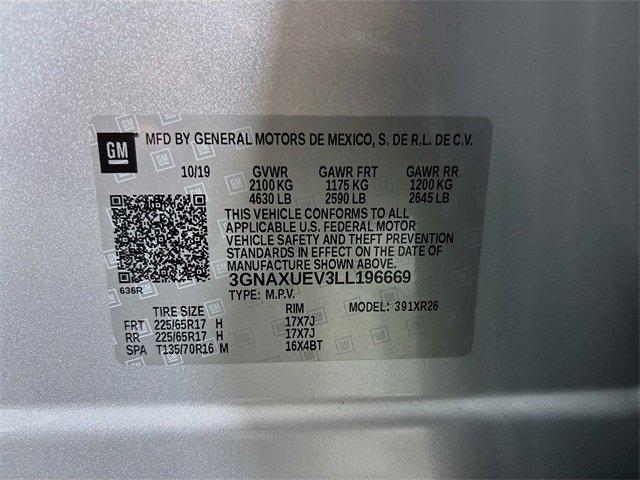 GM MFD BY GENERAL MOTORS DE MEXICO, S. DE R.L. DE C.V.
10/19 GVWR GAWR FRT GAWR RR
2100 KG 1175 KG 1200 KG
4630 LB 2590 LB 2645 LB
THIS VEHICLE CONFORMS TO ALL
APPLICABLE U.S. FEDERAL MOTOR
VEHICLE SAFETY AND THEFT PREVENTION
STANDARDS IN EFFECT ON THE DATE OF
MANUFACTURE SHOWN ABOVE.
636R 3GNAXUEV3LL196669
TYPE: M.P.V.
TIRE SIZE RIM MODEL: 391XR26
FRT 225/65R17 H 17X7J
RR 225/65R17 H 17X7J
SPA T135/70R16 M 16X4BT